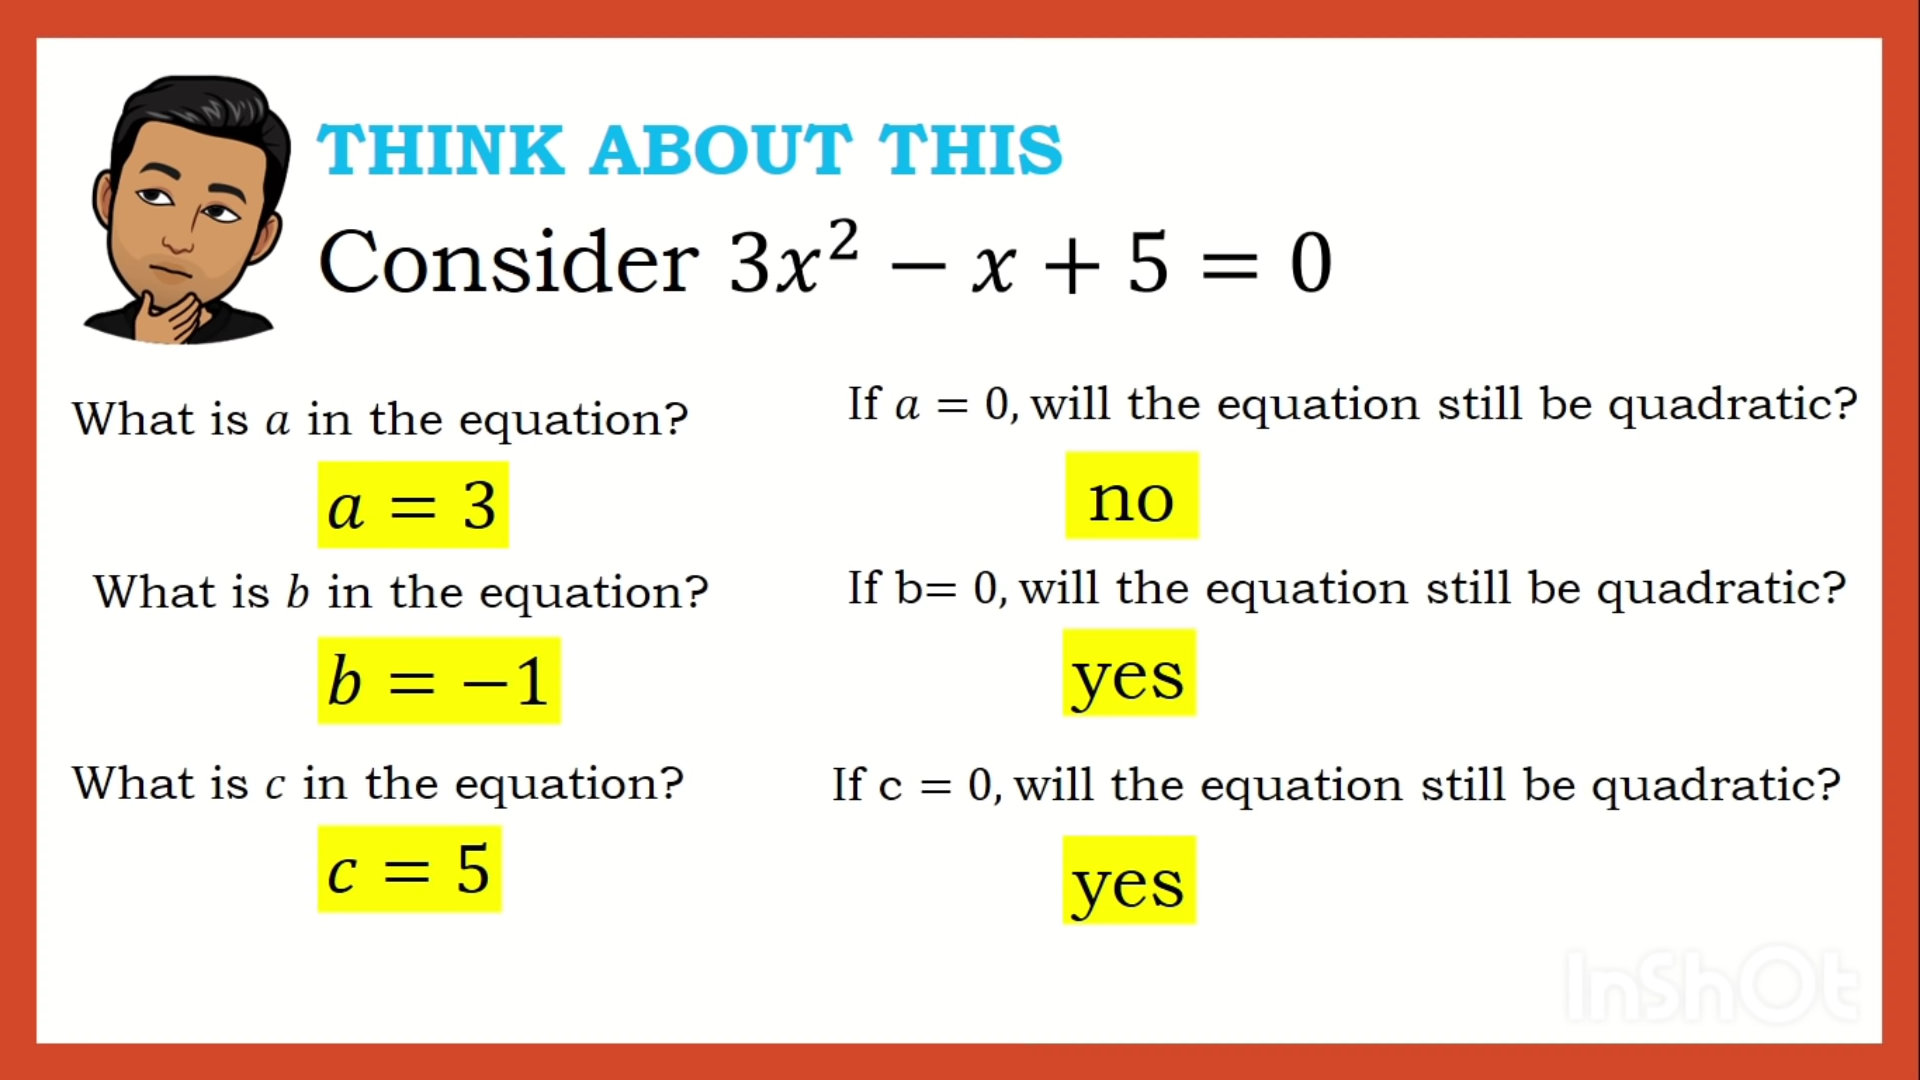 THINK ABOUT THIS
Consider 3x² − x + 5 = 0
What is a in the equation?
a = 3
What is b in the equation?
b = −1
What is c in the equation?
c = 5
If a = 0, will the equation still be quadratic?
no
If b= 0, will the equation still be quadratic?
yes
If c = 0, will the equation still be quadratic?
yes
InShOt